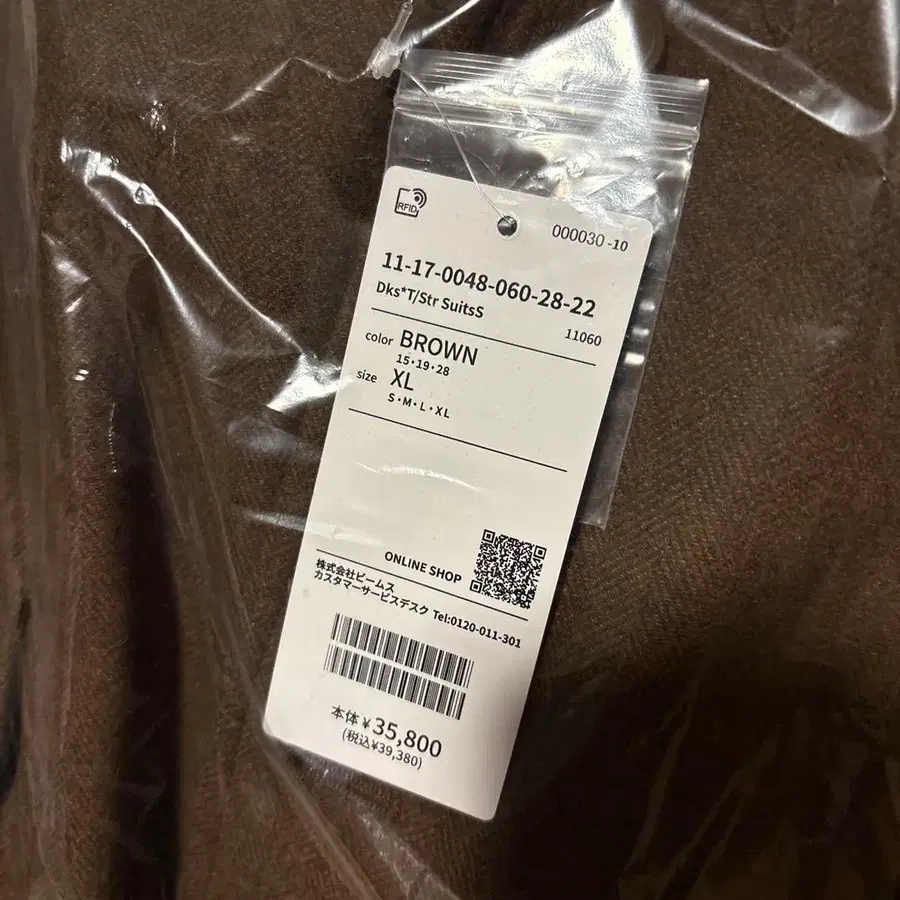 RFID
000030 -10
11-17-0048-060-28-22
Dks*T/Str SuitsS
11060
color BROWN
15・19・28
size XL
S・M・L・XL
ONLINE SHOP
株式会社ビームス
カスタマーサービスデスク Tel:0120-011-301
本体¥35,800
(税込¥39,380)